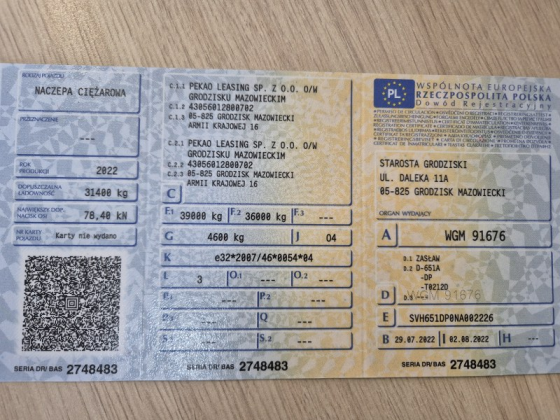 RODZAJ POJAZDU
NACZEPA CIĘŻAROWA
PRZEZNACZENIE
---
ROK PRODUKCJI
2022
DOPUSZCZALNA ŁADOWNOŚĆ
31400 kg
NAJWIĘKSZY DOP. NACISK OSI
78,40 kN
NR KARTY POJAZDU
Karty nie wydano
SERIA DR/BAS 2748483
C.1.1 PEKAO LEASING SP. Z O.O. O/W
GRODZISKU MAZOWIECKIM
C.1.2 43056012800702
C.1.3 05-825 GRODZISK MAZOWIECKI
ARMII KRAJOWEJ 16
C.2.1 PEKAO LEASING SP. Z O.O. O/W
GRODZISKU MAZOWIECKIM
C.2.2 43056012800702
C.2.3 05-825 GRODZISK MAZOWIECKI
ARMII KRAJOWEJ 16
C
F.1 39000 kg F.2 36000 kg F.3 ---
G 4600 kg J 04
K e32*2007/46*0054*04
L 3 O.1 --- O.2 ---
P.1 --- P.2 ---
--- Q ---
S.1 --- S.2 ---
SERIA DR/BAS 2748483
PL
WSPÓLNOTA EUROPEJSKA
RZECZPOSPOLITA POLSKA
Dowód Rejestracyjny
STAROSTA GRODZISKI
UL. DALEKA 11A
05-825 GRODZISK MAZOWIECKI
ORGAN WYDAJĄCY
A WGM 91676
D.1 ZASŁAW
D.2 D-651A
-DP
-T0212D
D D.3 ---
WGM 91676
E SVH651DP0NA002226
B 29.07.2022 I 02.08.2022 H ---
SERIA DR/BAS 2748483